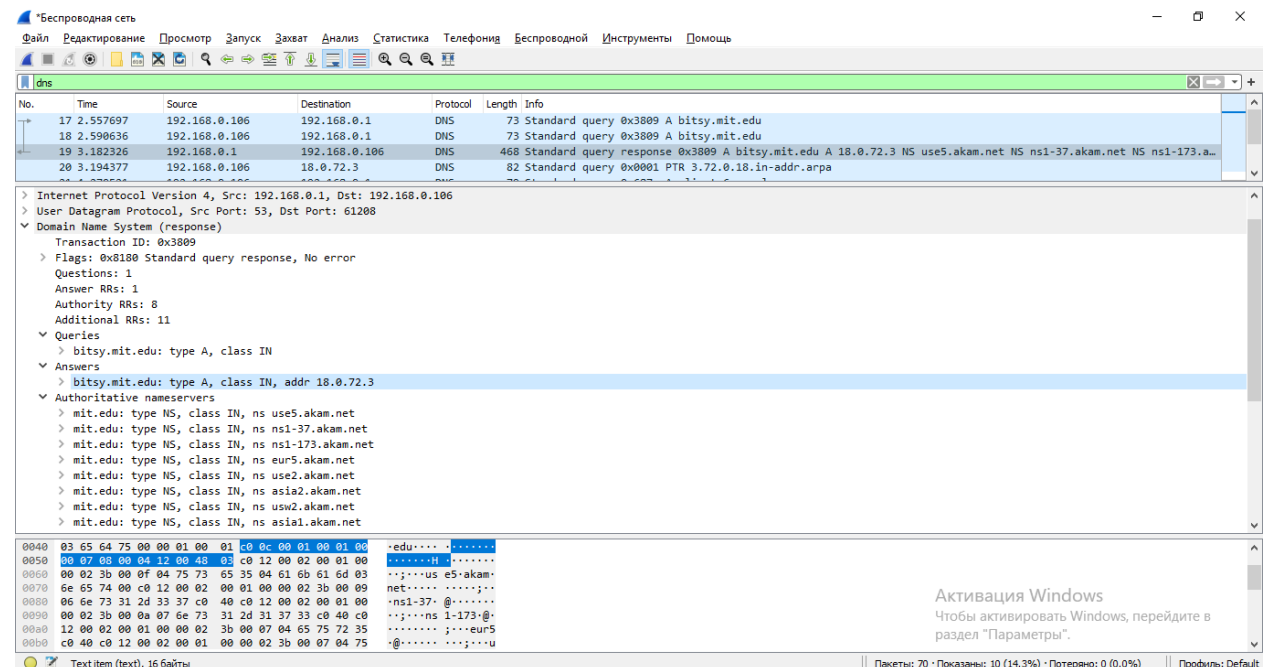 *Беспроводная сеть
Файл Редактирование Просмотр Запуск Захват Анализ Статистика Телефония Беспроводной Инструменты Помощь
dns
No. Time Source Destination Protocol Length Info
17 2.557697 192.168.0.106 192.168.0.1 DNS 73 Standard query 0x3809 A bitsy.mit.edu
18 2.590636 192.168.0.106 192.168.0.1 DNS 73 Standard query 0x3809 A bitsy.mit.edu
19 3.182326 192.168.0.1 192.168.0.106 DNS 468 Standard query response 0x3809 A bitsy.mit.edu A 18.0.72.3 NS use5.akam.net NS ns1-37.akam.net NS ns1-173.a…
20 3.194377 192.168.0.106 18.0.72.3 DNS 82 Standard query 0x0001 PTR 3.72.0.18.in-addr.arpa
Internet Protocol Version 4, Src: 192.168.0.1, Dst: 192.168.0.106
User Datagram Protocol, Src Port: 53, Dst Port: 61208
Domain Name System (response)
Transaction ID: 0x3809
Flags: 0x8180 Standard query response, No error
Questions: 1
Answer RRs: 1
Authority RRs: 8
Additional RRs: 11
Queries
bitsy.mit.edu: type A, class IN
Answers
bitsy.mit.edu: type A, class IN, addr 18.0.72.3
Authoritative nameservers
mit.edu: type NS, class IN, ns use5.akam.net
mit.edu: type NS, class IN, ns ns1-37.akam.net
mit.edu: type NS, class IN, ns ns1-173.akam.net
mit.edu: type NS, class IN, ns eur5.akam.net
mit.edu: type NS, class IN, ns use2.akam.net
mit.edu: type NS, class IN, ns asia2.akam.net
mit.edu: type NS, class IN, ns usw2.akam.net
mit.edu: type NS, class IN, ns asia1.akam.net
0040 03 65 64 75 00 00 01 00 01 c0 0c 00 01 00 01 00 ·edu···· ········
0050 00 07 08 00 04 12 00 48 03 c0 12 00 02 00 01 00 ·······H ········
0060 00 02 3b 00 0f 04 75 73 65 35 04 61 6b 61 6d 03 ··;···us e5·akam·
0070 6e 65 74 00 c0 12 00 02 00 01 00 00 02 3b 00 09 net····· ·····;··
0080 06 6e 73 31 2d 33 37 c0 40 c0 12 00 02 00 01 00 ·ns1-37· @·······
0090 00 02 3b 00 0a 07 6e 73 31 2d 31 37 33 c0 40 c0 ··;···ns 1-173·@·
00a0 12 00 02 00 01 00 00 02 3b 00 07 04 65 75 72 35 ········ ;···eur5
00b0 c0 40 c0 12 00 02 00 01 00 00 02 3b 00 07 04 75 ·@······ ···;···u
Активация Windows
Чтобы активировать Windows, перейдите в
раздел "Параметры".
Text item (text), 16 байты Пакеты: 70 · Показаны: 10 (14.3%) · Потеряно: 0 (0.0%) Профиль: Default